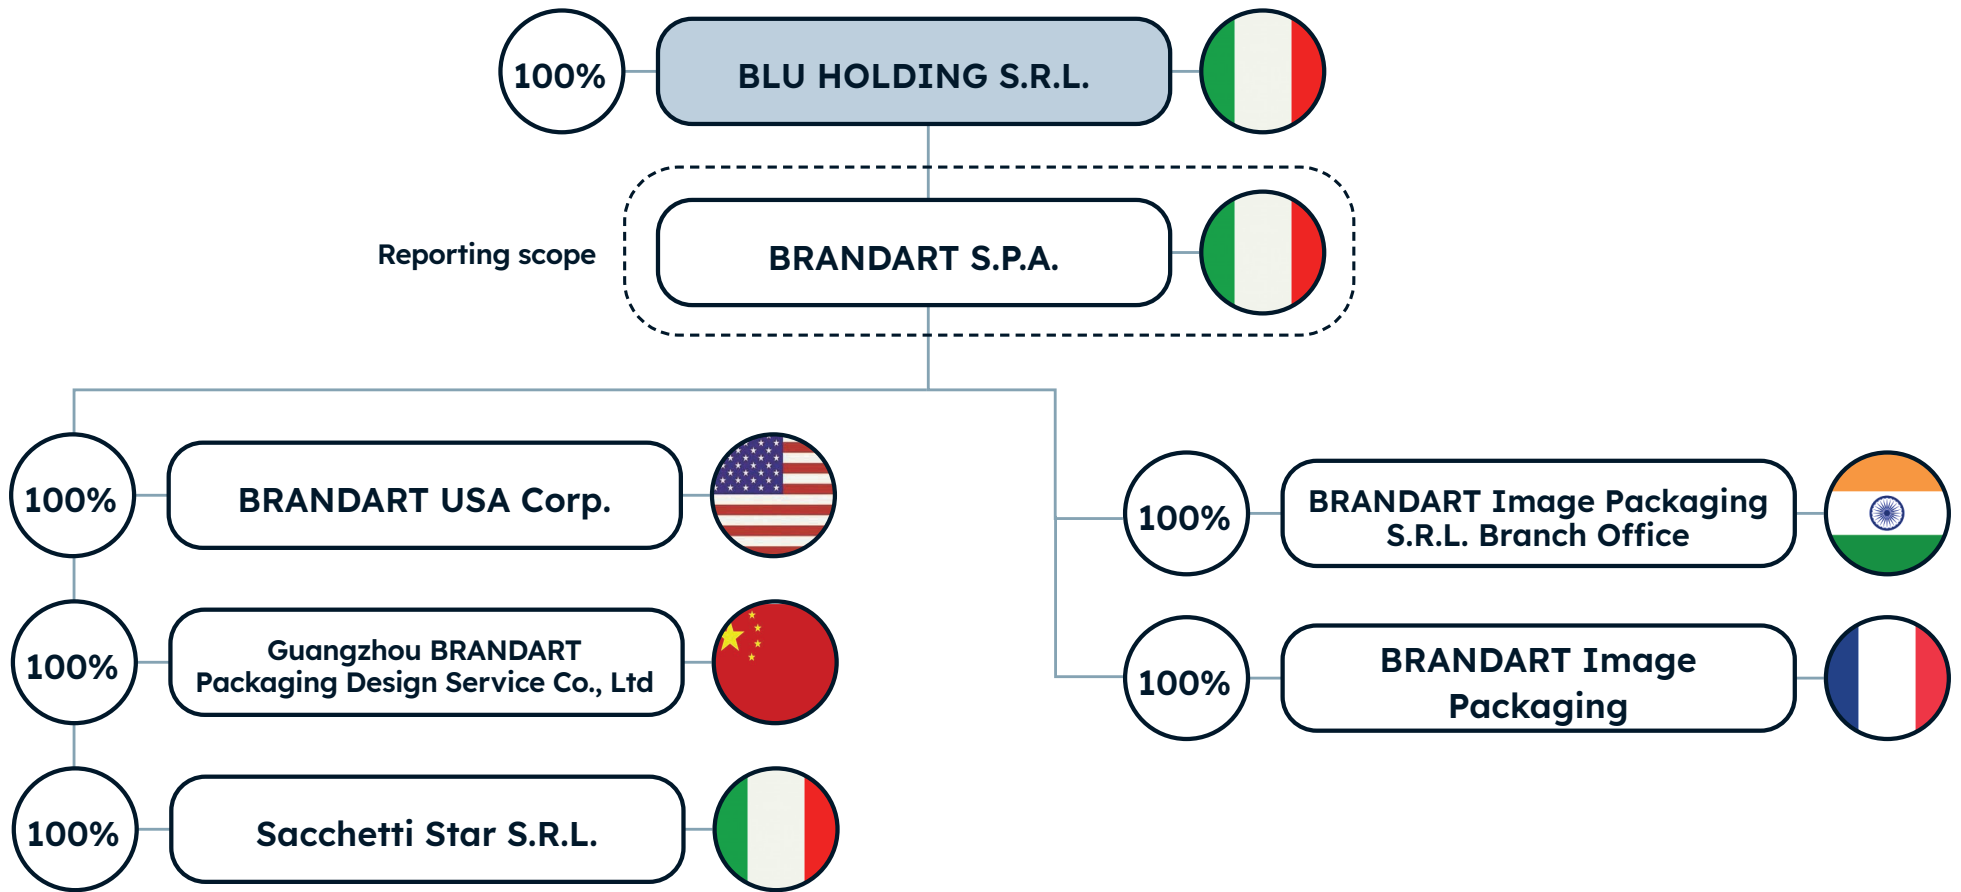 100%
BLU HOLDING S.R.L.
Reporting scope
BRANDART S.P.A.
100%
BRANDART USA Corp.
100%
Guangzhou BRANDART
Packaging Design Service Co., Ltd
100%
Sacchetti Star S.R.L.
100%
BRANDART Image Packaging
S.R.L. Branch Office
100%
BRANDART Image
Packaging